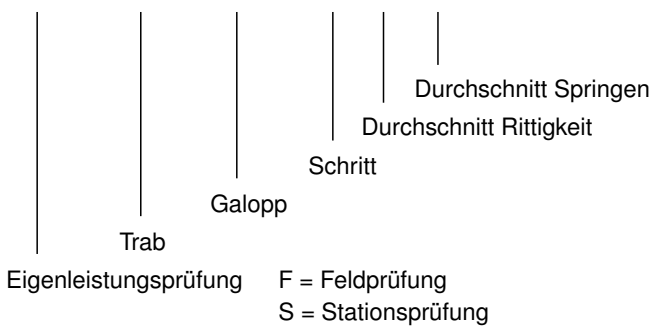 Durchschnitt Springen
Durchschnitt Rittigkeit
Schritt
Galopp
Trab
Eigenleistungsprüfung F = Feldprüfung
S = Stationsprüfung